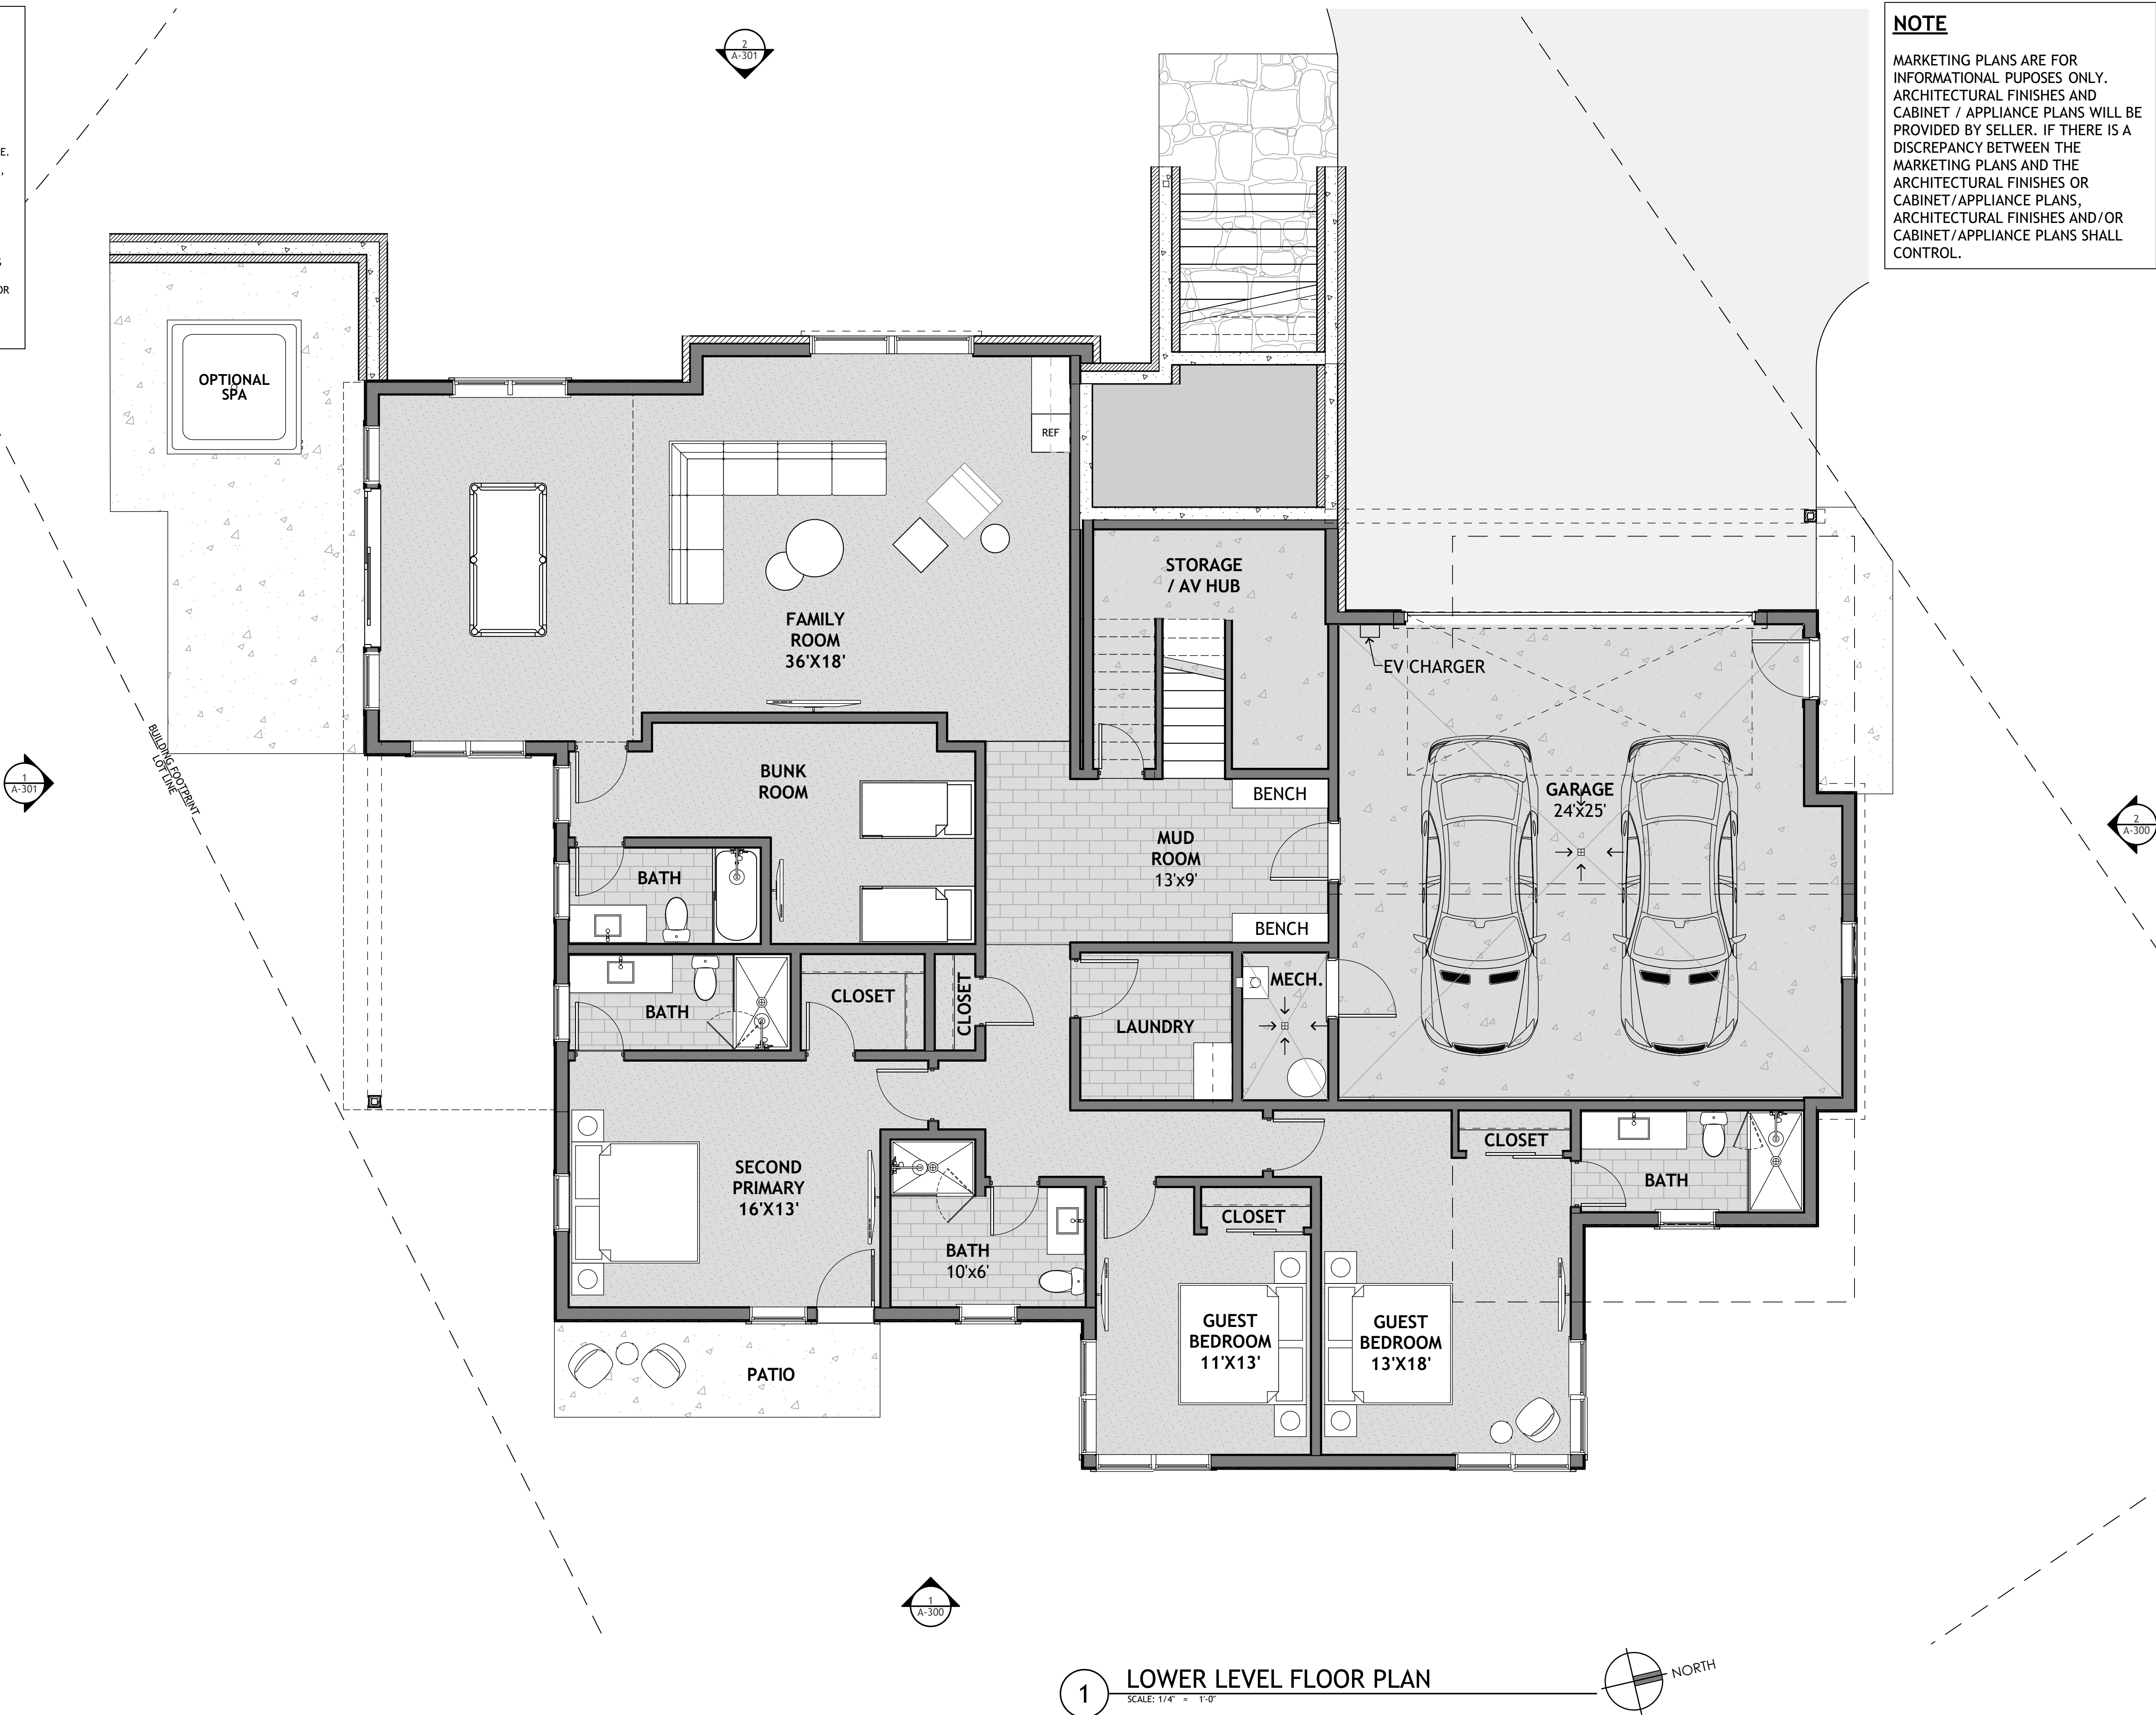 2
A-301
NOTE
MARKETING PLANS ARE FOR
INFORMATIONAL PUPOSES ONLY.
ARCHITECTURAL FINISHES AND
CABINET / APPLIANCE PLANS WILL BE
PROVIDED BY SELLER. IF THERE IS A
DISCREPANCY BETWEEN THE
MARKETING PLANS AND THE
ARCHITECTURAL FINISHES OR
CABINET/APPLIANCE PLANS,
ARCHITECTURAL FINISHES AND/OR
CABINET/APPLIANCE PLANS SHALL
CONTROL.
E.
,
S
OR
OPTIONAL
SPA
REF
STORAGE
/ AV HUB
FAMILY
ROOM
36'X18'
EV CHARGER
BUILDING FOOTPRINT
LOT LINE
1
A-301
BUNK
ROOM
BENCH
GARAGE
24'x25'
2
A-300
MUD
ROOM
13'x9'
BATH
BENCH
CLOSET
CLOSET
MECH.
BATH
LAUNDRY
CLOSET
SECOND
PRIMARY
16'X13'
BATH
CLOSET
BATH
10'x6'
GUEST
BEDROOM
11'X13'
GUEST
BEDROOM
13'X18'
PATIO
1
A-300
1
LOWER LEVEL FLOOR PLAN
SCALE: 1/4" = 1'-0"
NORTH